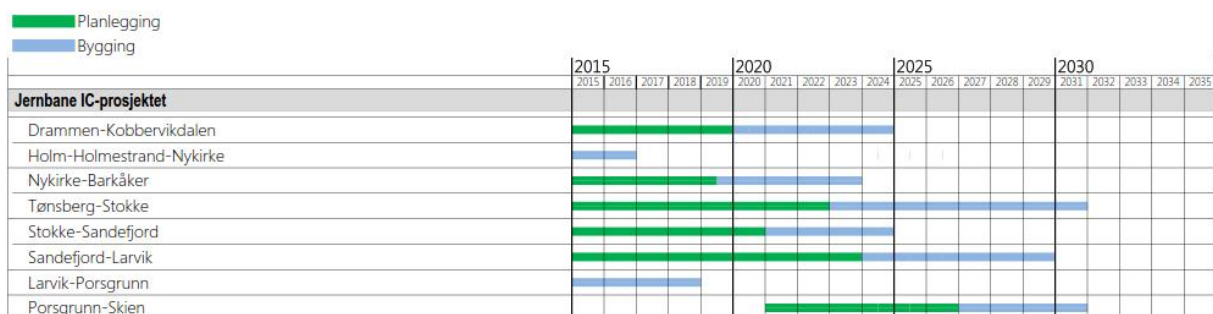 Planlegging
Bygging
2015 2020 2025 2030
2015 2016 2017 2018 2019 2020 2021 2022 2023 2024 2025 2026 2027 2028 2029 2031 2032 2033 2034 2035
Jernbane IC-prosjektet
Drammen-Kobbervikdalen
Holm-Holmestrand-Nykirke
Nykirke-Barkåker
Tønsberg-Stokke
Stokke-Sandefjord
Sandefjord-Larvik
Larvik-Porsgrunn
Porsgrunn-Skien